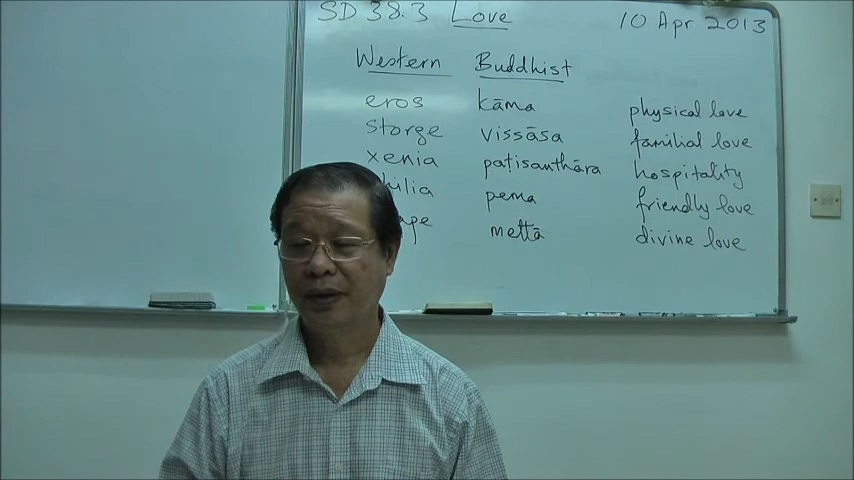 SD 38.3 Love 10 Apr 2013
Western Buddhist
eros kāma physical love
storge vissāsa familial love
xenia paṭisanthāra hospitality
pema friendly love
mettā divine love